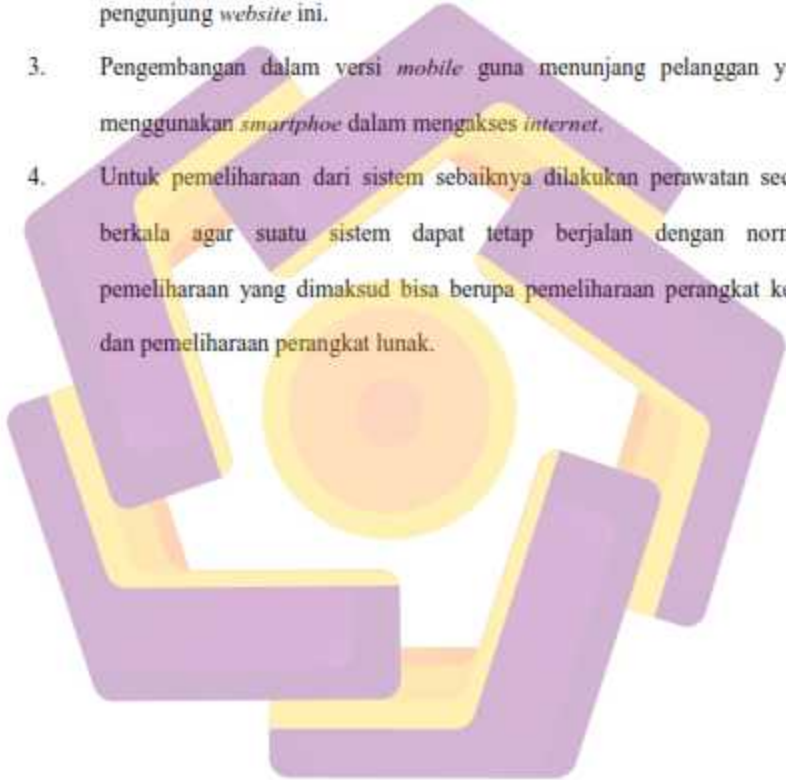 pengunjung website ini.
3. Pengembangan dalam versi mobile guna menunjang pelanggan
menggunakan smartphoe dalam mengakses internet.
4. Untuk pemeliharaan dari sistem sebaiknya dilakukan perawatan
berkala agar suatu sistem dapat tetap berjalan dengan
pemeliharaan yang dimaksud bisa berupa pemeliharaan perangkat
dan pemeliharaan perangkat lunak.